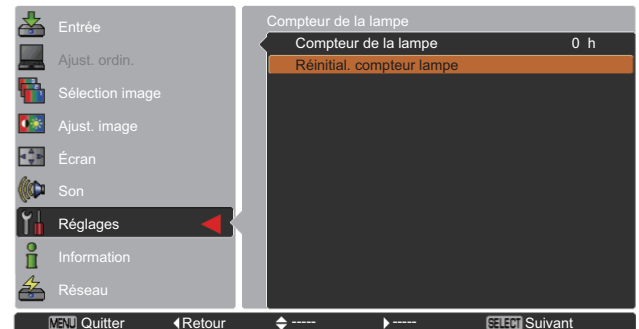 Entrée
Ajust. ordin.
Sélection image
Ajust. image
Écran
Son
Réglages
Information
Réseau
Compteur de la lampe
Compteur de la lampe 0 h
Réinitial. compteur lampe
MENU Quitter Retour ----- ----- SELECT Suivant